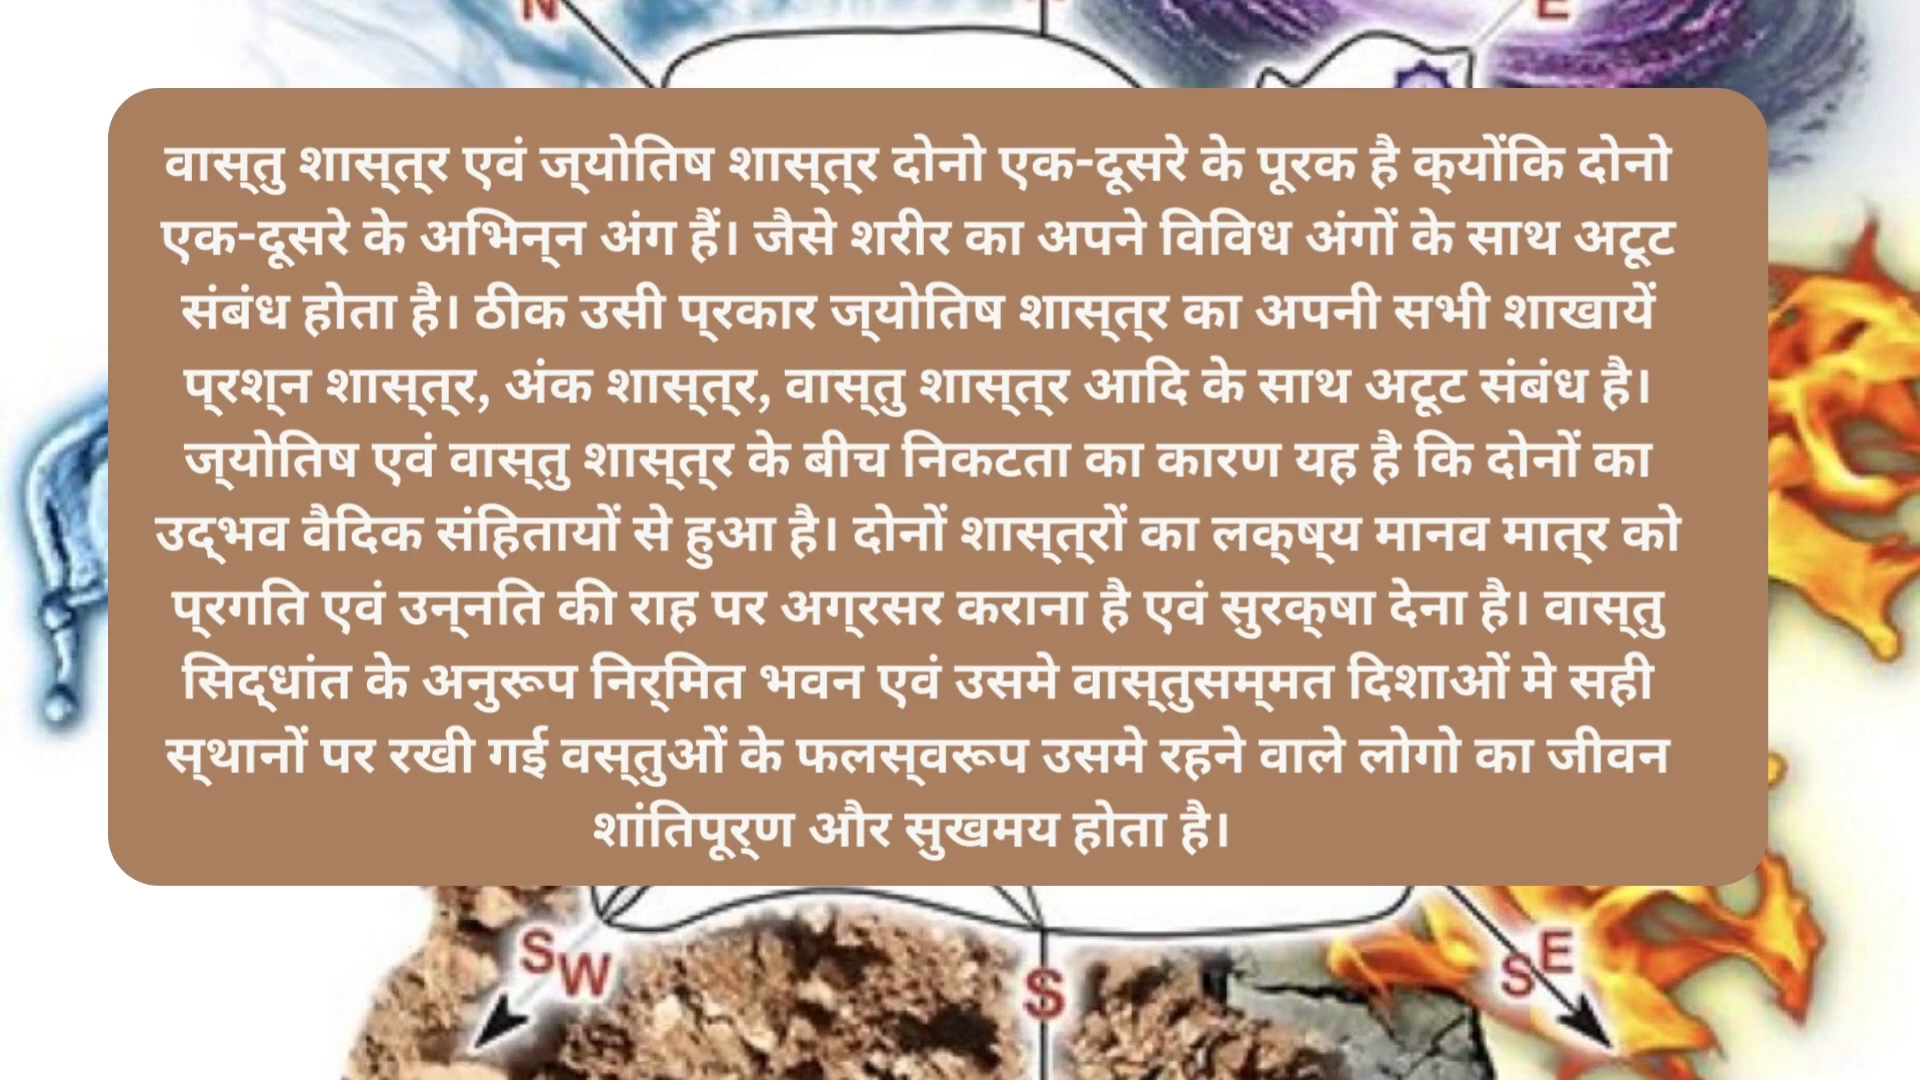 N
E
वास्तु शास्त्र एवं ज्योतिष शास्त्र दोनो एक-दूसरे के पूरक है क्योंकि दोनो
एक-दूसरे के अभिन्न अंग हैं। जैसे शरीर का अपने विविध अंगों के साथ अटूट
संबंध होता है। ठीक उसी प्रकार ज्योतिष शास्त्र का अपनी सभी शाखायें
प्रश्न शास्त्र, अंक शास्त्र, वास्तु शास्त्र आदि के साथ अटूट संबंध है।
ज्योतिष एवं वास्तु शास्त्र के बीच निकटता का कारण यह है कि दोनों का
उद्भव वैदिक संहितायों से हुआ है। दोनों शास्त्रों का लक्ष्य मानव मात्र को
प्रगति एवं उन्नति की राह पर अग्रसर कराना है एवं सुरक्षा देना है। वास्तु
सिद्धांत के अनुरूप निर्मित भवन एवं उसमे वास्तुसम्मत दिशाओं मे सही
स्थानों पर रखी गई वस्तुओं के फलस्वरूप उसमे रहने वाले लोगो का जीवन
शांतिपूर्ण और सुखमय होता है।
SW
S
SE